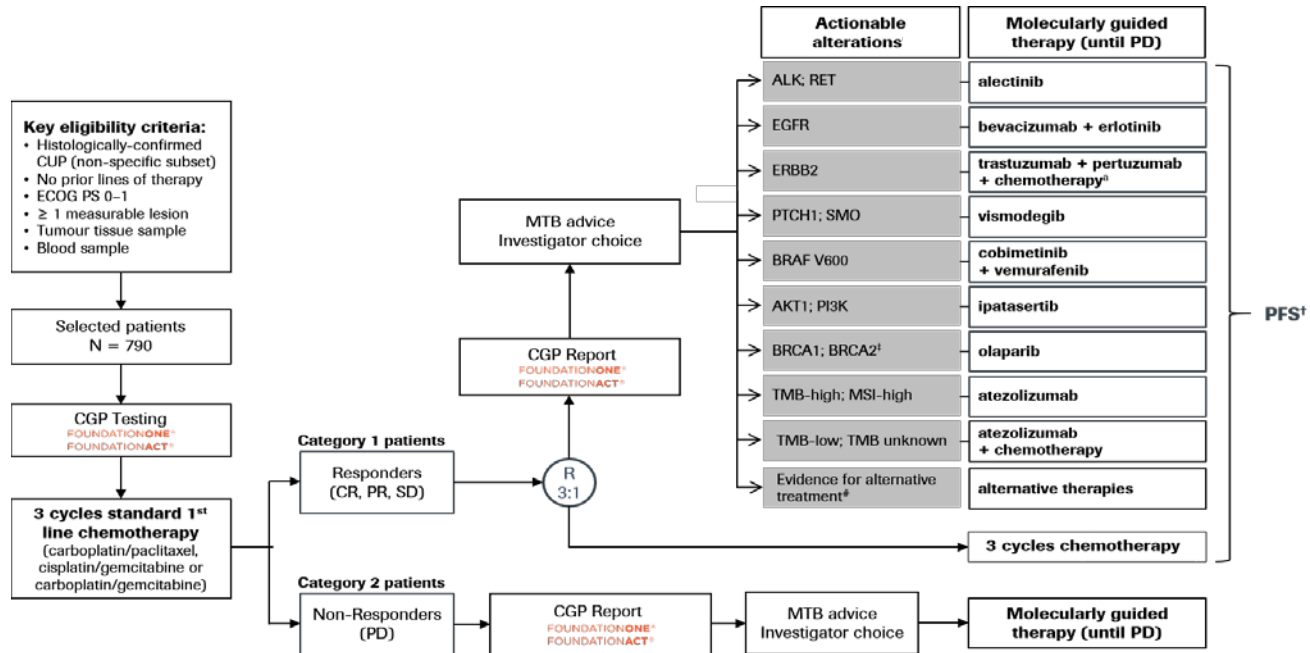 Key eligibility criteria:
• Histologically-confirmed
CUP (non-specific subset)
• No prior lines of therapy
• ECOG PS 0–1
• ≥ 1 measurable lesion
• Tumour tissue sample
• Blood sample
Selected patients
N = 790
CGP Testing
FOUNDATIONONE®
FOUNDATIONACT®
3 cycles standard 1st
line chemotherapy
(carboplatin/paclitaxel,
cisplatin/gemcitabine or
carboplatin/gemcitabine)
Category 1 patients
Responders
(CR, PR, SD)
R
3:1
CGP Report
FOUNDATIONONE®
FOUNDATIONACT®
MTB advice
Investigator choice
Actionable
alterations
Molecularly guided
therapy (until PD)
ALK; RET
alectinib
EGFR
bevacizumab + erlotinib
ERBB2
trastuzumab + pertuzumab
+ chemotherapyª
PTCH1; SMO
vismodegib
BRAF V600
cobimetinib
+ vemurafenib
AKT1; PI3K
ipatasertib
BRCA1; BRCA2‡
olaparib
TMB-high; MSI-high
atezolizumab
TMB-low; TMB unknown
atezolizumab
+ chemotherapy
Evidence for alternative
treatment#
alternative therapies
3 cycles chemotherapy
PFS†
Category 2 patients
Non-Responders
(PD)
CGP Report
FOUNDATIONONE®
FOUNDATIONACT®
MTB advice
Investigator choice
Molecularly guided
therapy (until PD)